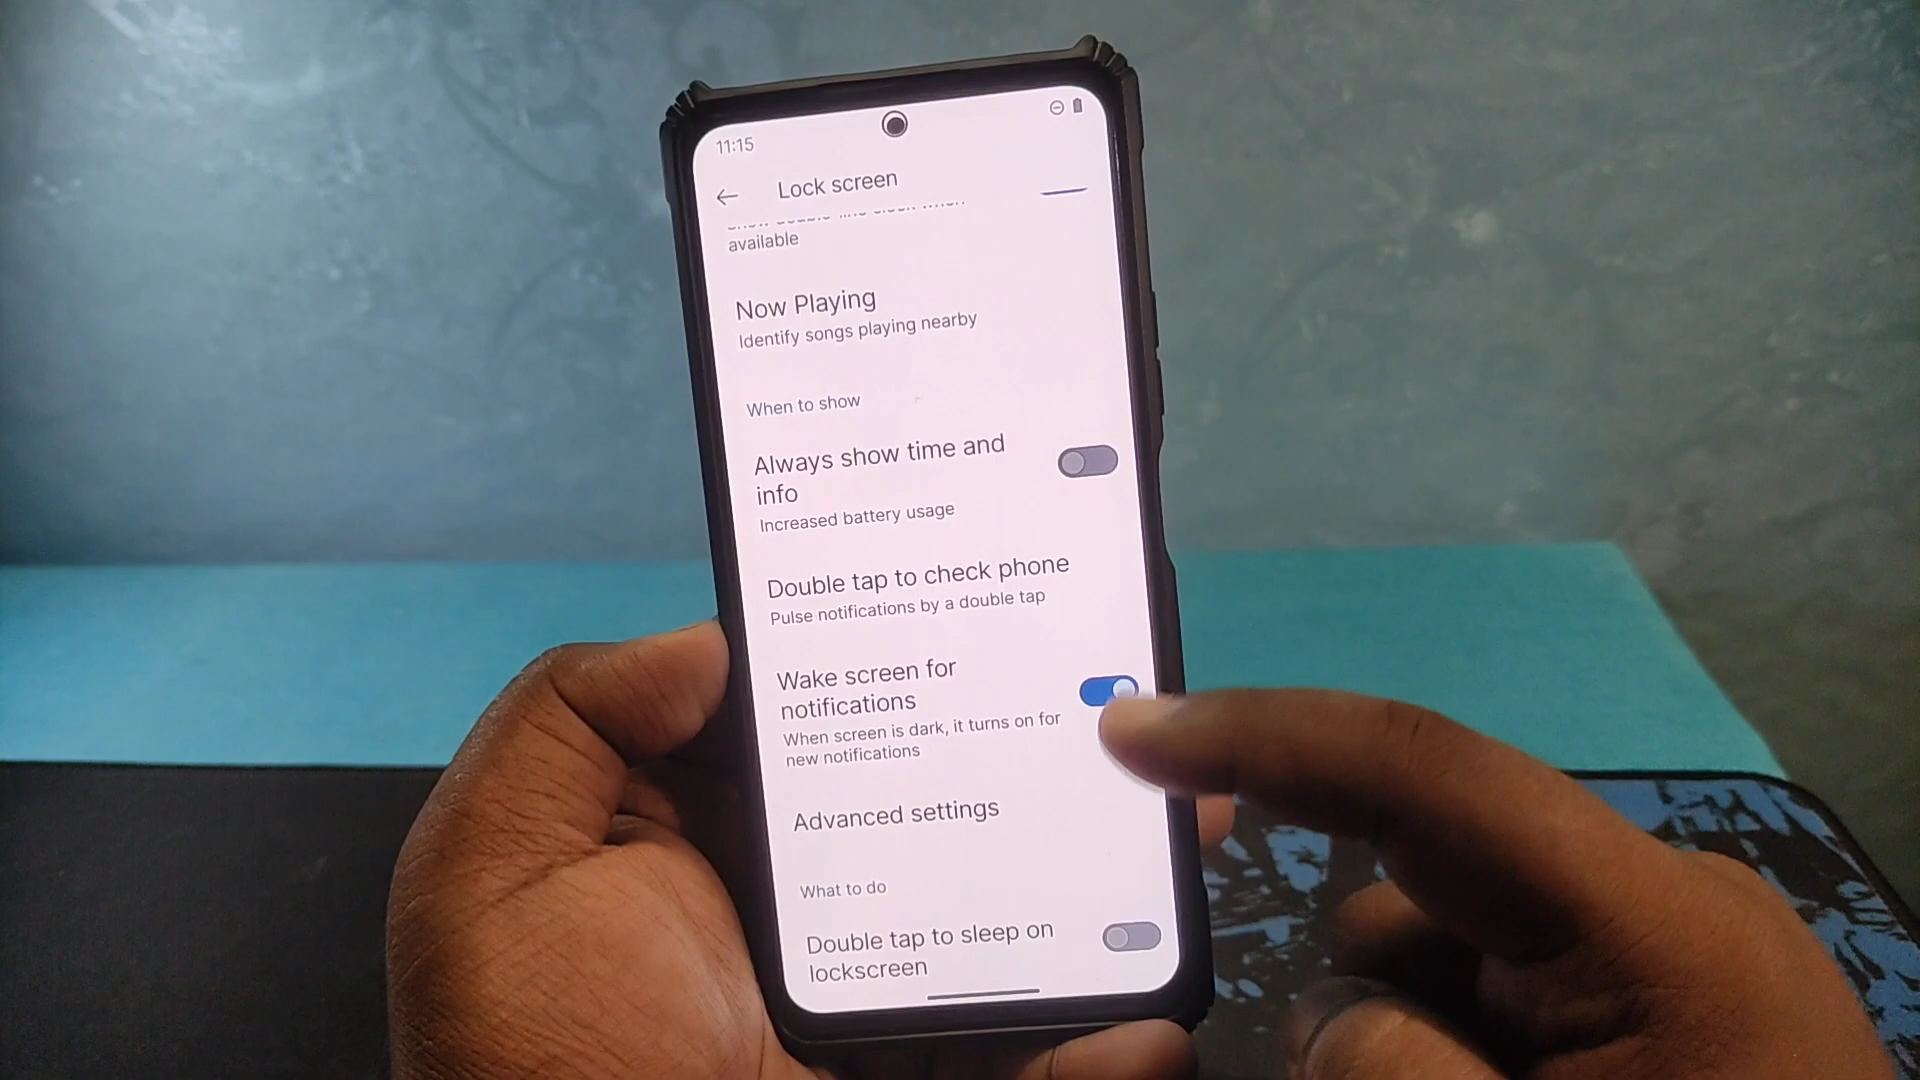 11:15
Lock screen
available
Now Playing
Identify songs playing nearby
When to show
Always show time and
info
Increased battery usage
Double tap to check phone
Pulse notifications by a double tap
Wake screen for
notifications
When screen is dark, it turns on for
new notifications
Advanced settings
What to do
Double tap to sleep on
lockscreen